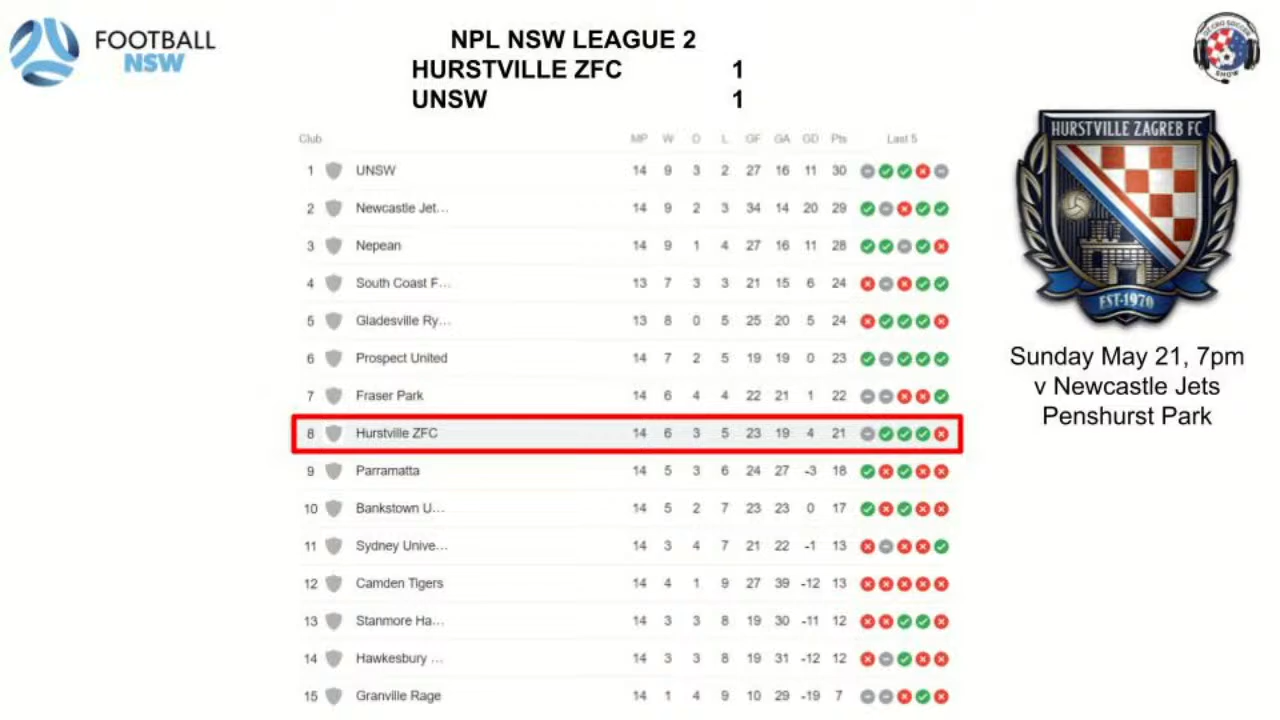 FOOTBALL
NSW
NPL NSW LEAGUE 2
HURSTVILLE ZFC 1
UNSW 1
OZ CRO SOCCER
SHOW
HURSTVILLE ZAGREB FC
EST-1970
Sunday May 21, 7pm
v Newcastle Jets
Penshurst Park
Club MP W D L GF GA GD Pts Last 5
1 UNSW 14 9 3 2 27 16 11 30
2 Newcastle Jet... 14 9 2 3 34 14 20 29
3 Nepean 14 9 1 4 27 16 11 28
4 South Coast F... 13 7 3 3 21 15 6 24
5 Gladesville Ry... 13 8 0 5 25 20 5 24
6 Prospect United 14 7 2 5 19 19 0 23
7 Fraser Park 14 6 4 4 22 21 1 22
8 Hurstville ZFC 14 6 3 5 23 19 4 21
9 Parramatta 14 5 3 6 24 27 -3 18
10 Bankstown U... 14 5 2 7 23 23 0 17
11 Sydney Unive... 14 3 4 7 21 22 -1 13
12 Camden Tigers 14 4 1 9 27 39 -12 13
13 Stanmore Ha... 14 3 3 8 19 30 -11 12
14 Hawkesbury ... 14 3 3 8 19 31 -12 12
15 Granville Rage 14 1 4 9 10 29 -19 7